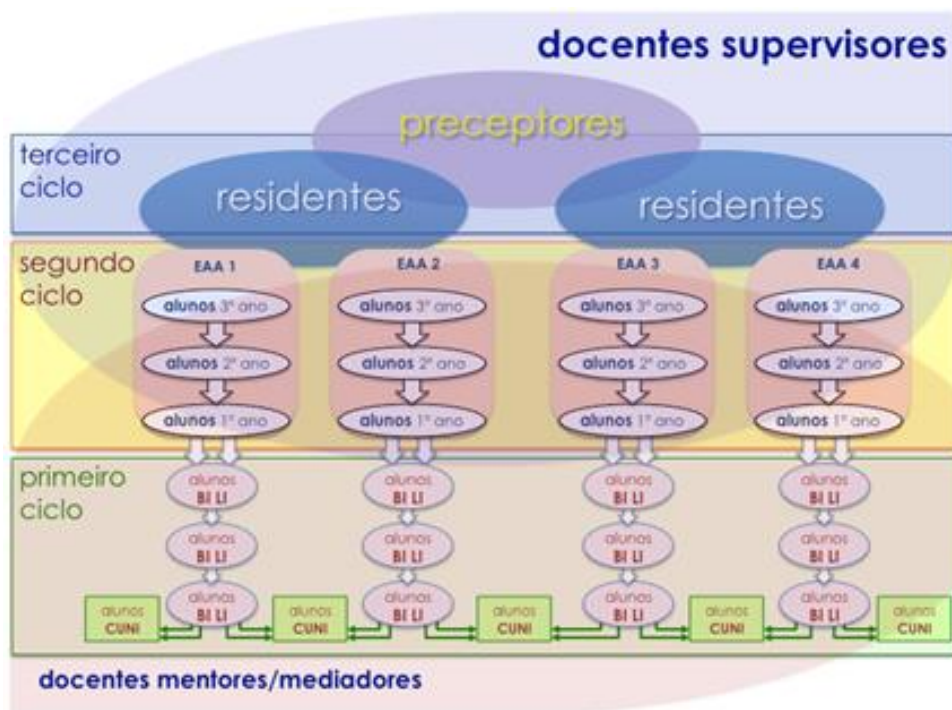 docentes supervisores
preceptores
terceiro
ciclo
residentes
residentes
segundo
ciclo
EAA 1
EAA 2
EAA 3
EAA 4
alunos 3º ano
alunos 3º ano
alunos 3º ano
alunos 3º ano
alunos 2º ano
alunos 2º ano
alunos 2º ano
alunos 2º ano
alunos 1º ano
alunos 1º ano
alunos 1º ano
alunos 1º ano
primeiro
ciclo
alunos
BI LI
alunos
BI LI
alunos
BI LI
alunos
BI LI
alunos
BI LI
alunos
BI LI
alunos
BI LI
alunos
BI LI
alunos
CUNI
alunos
BI LI
alunos
CUNI
alunos
BI LI
alunos
CUNI
alunos
BI LI
alunos
CUNI
alunos
BI LI
alunos
CUNI
docentes mentores/mediadores